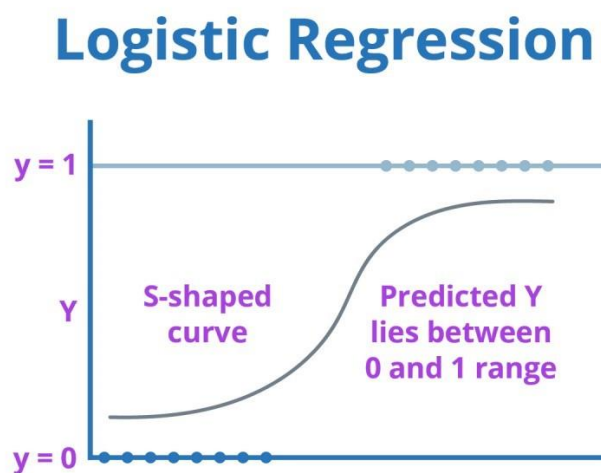 Logistic Regression
y = 1
Y
S-shaped
curve
Predicted Y
lies between
0 and 1 range
y = 0